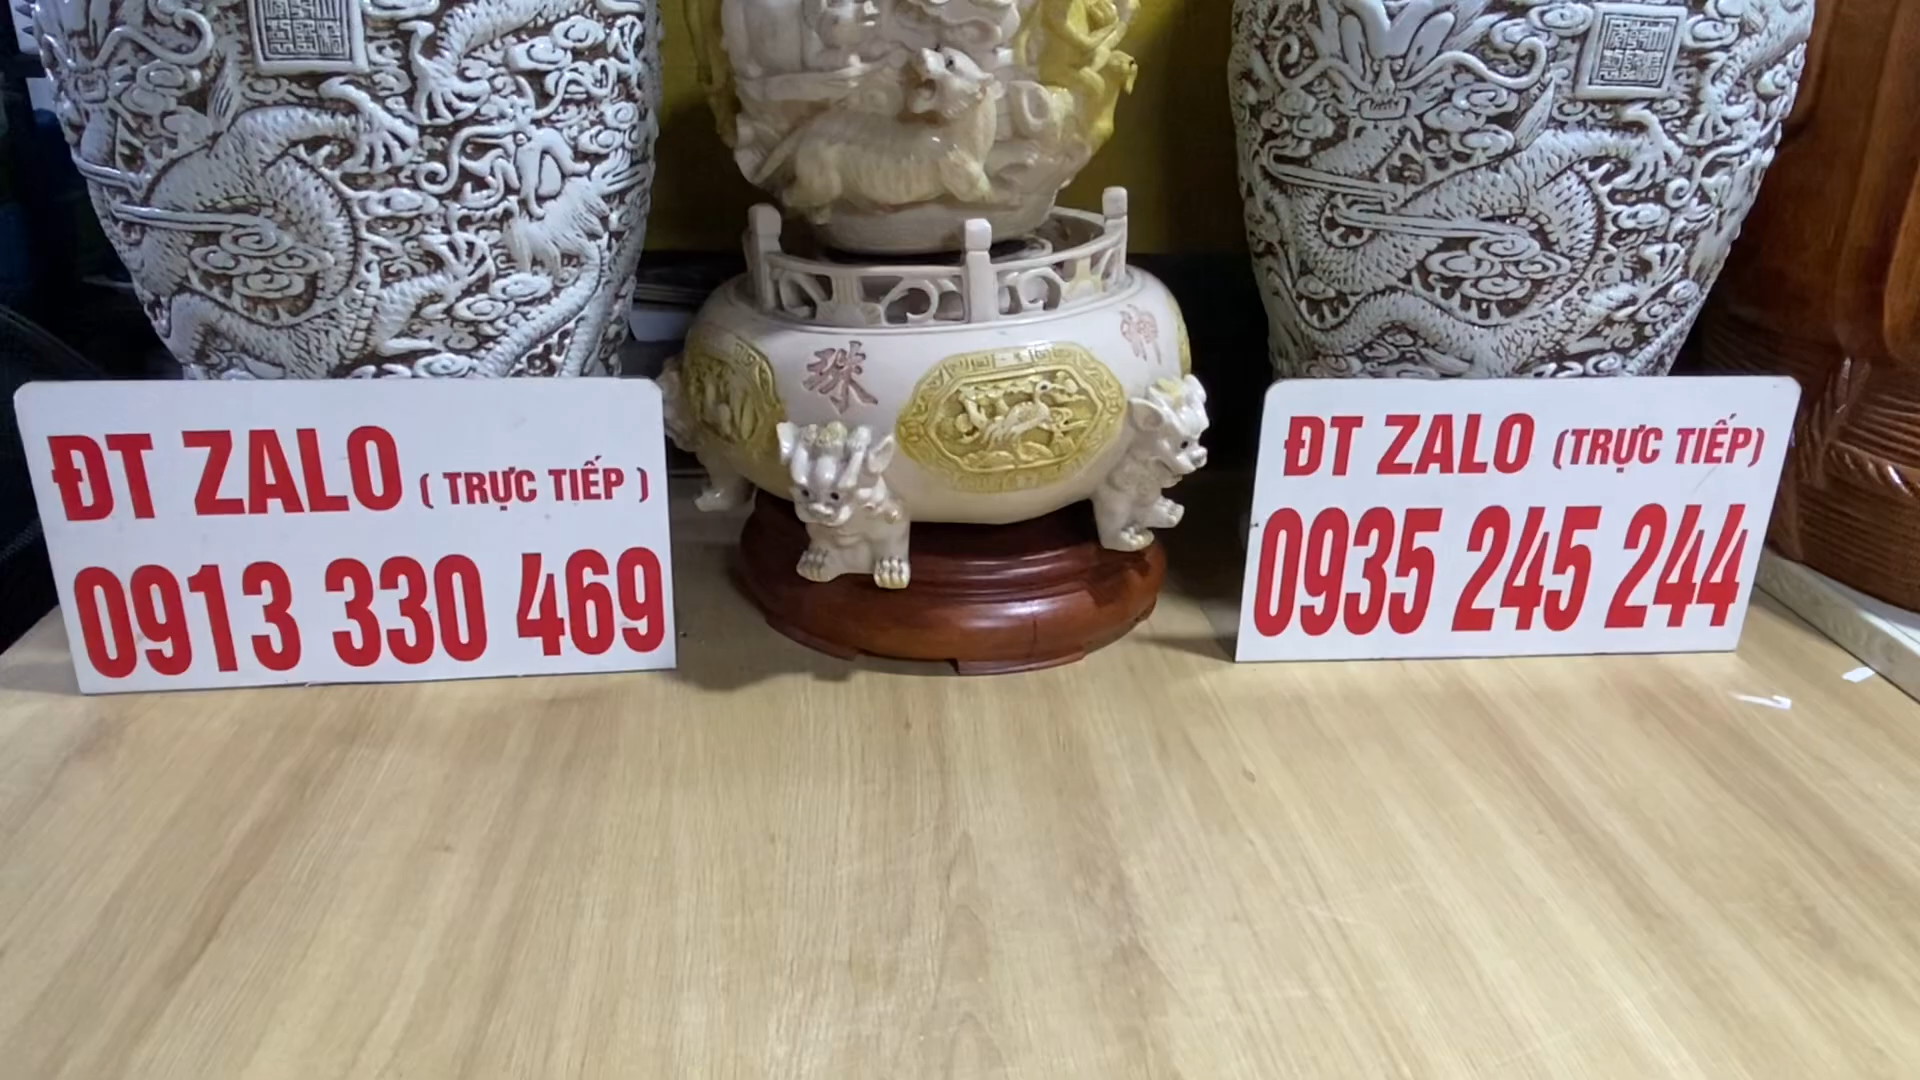 ĐT ZALO ( TRỰC TIẾP )
0913 330 469
珠
ĐT ZALO (TRỰC TIẾP)
0935 245 244